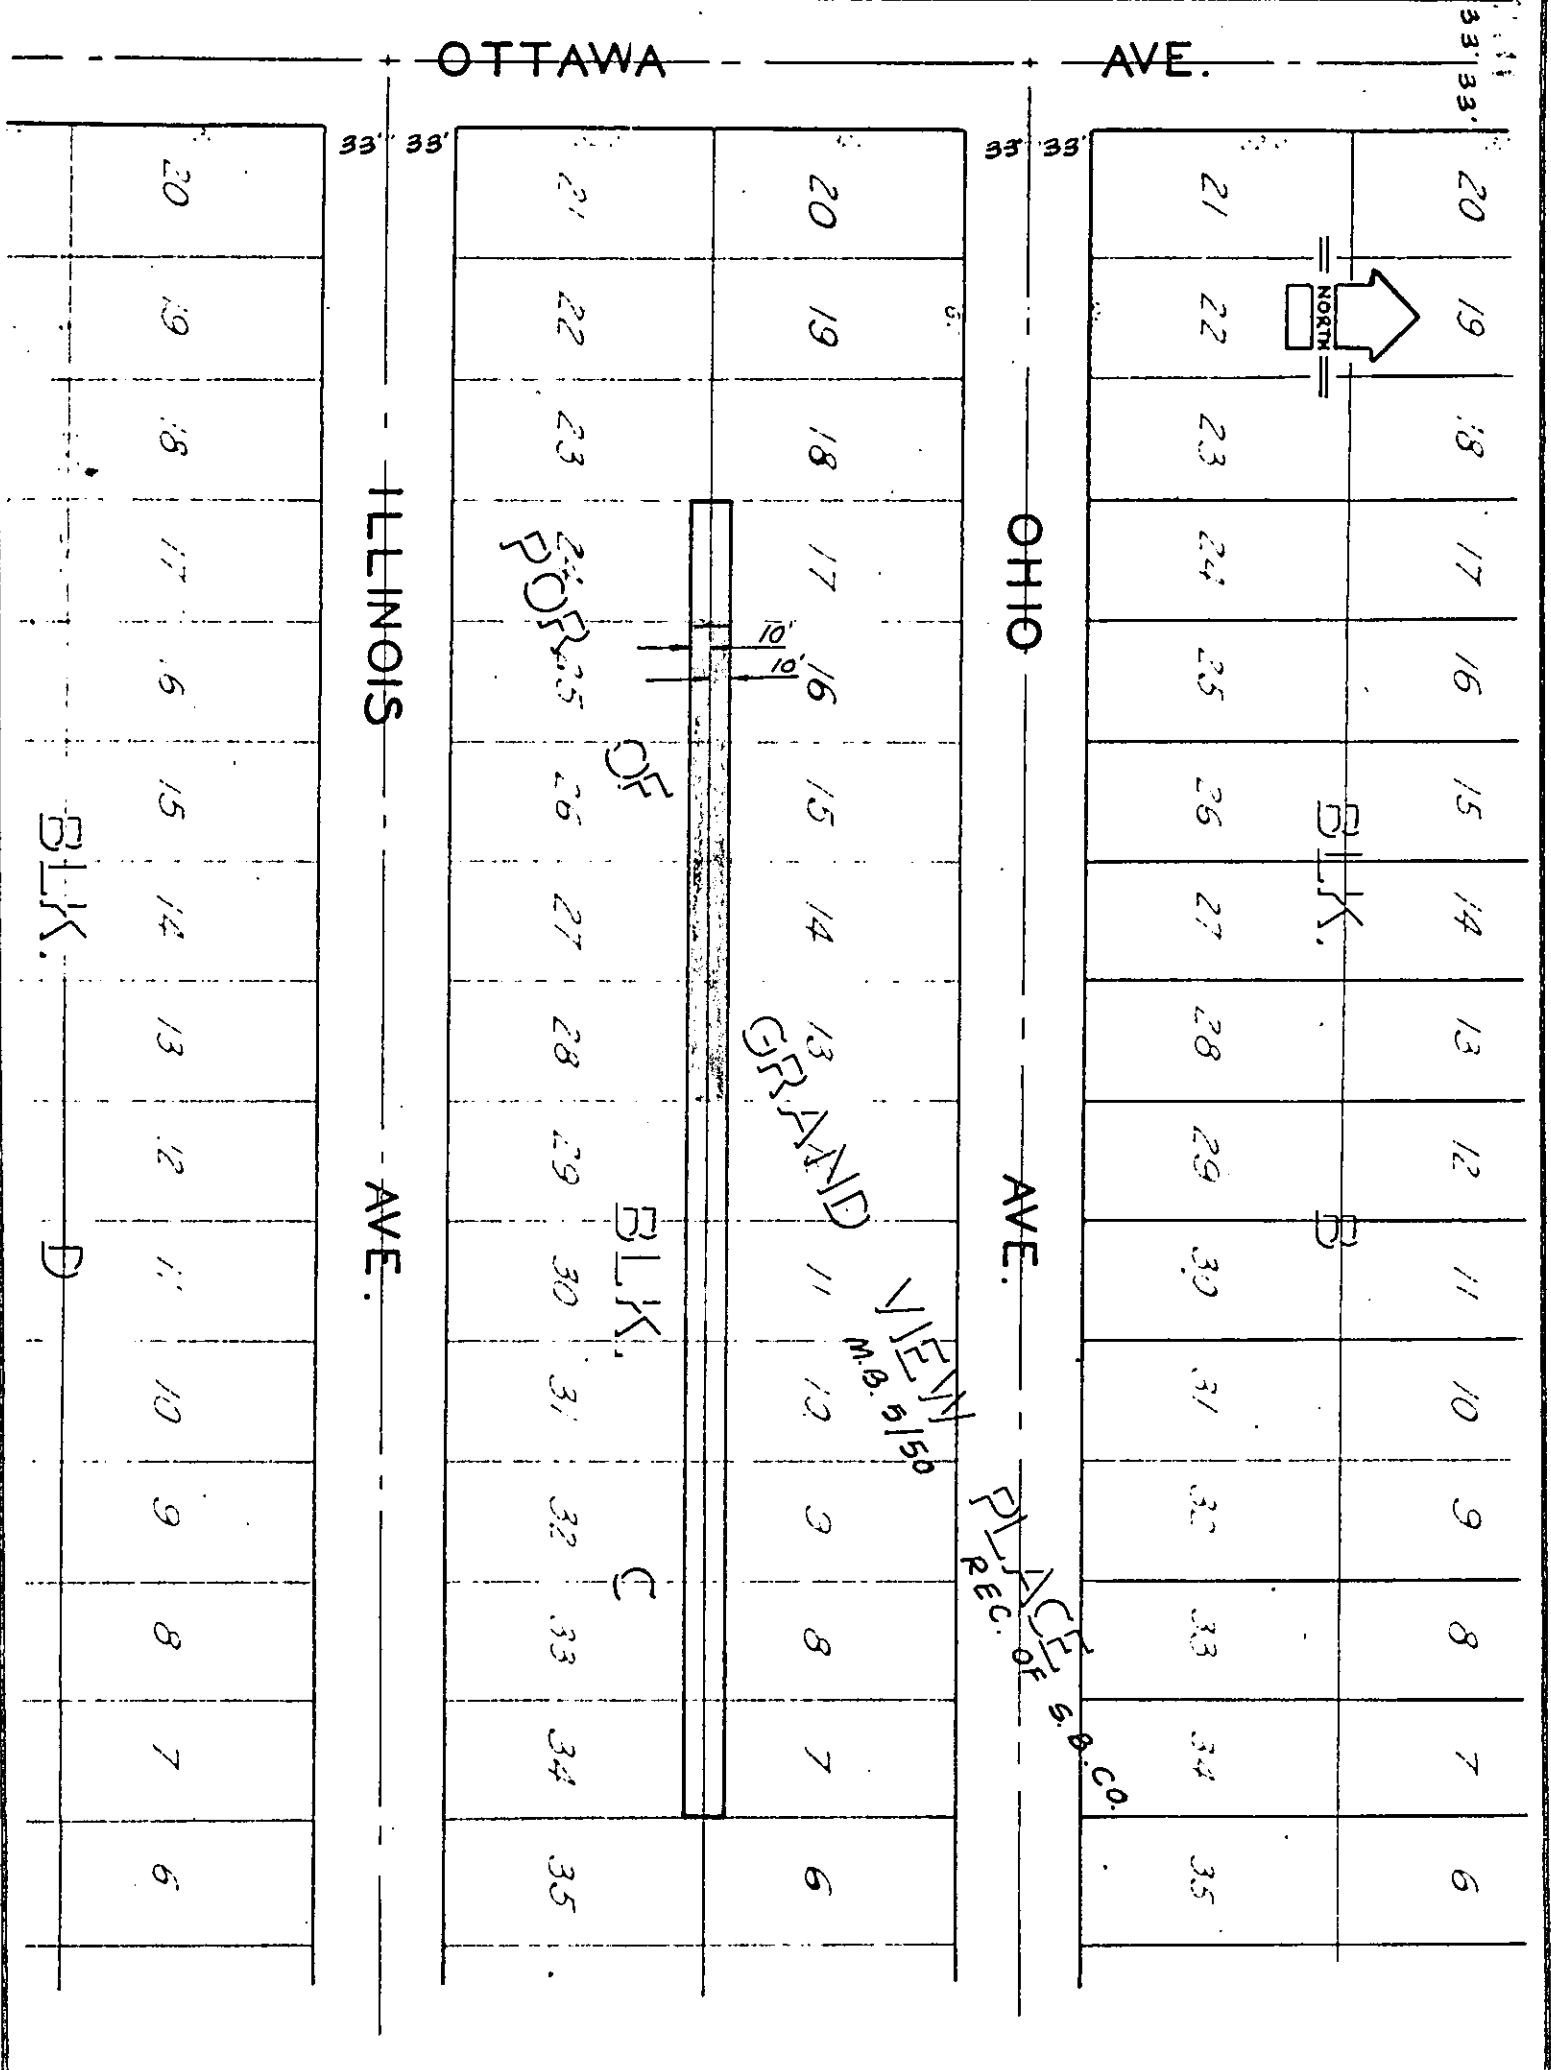 OTTAWA AVE.
33' 33'
33' 33'
33' 33'
NORTH
20 19 18 17 16 15 14 13 12 11 10 9 8 7 6
BLK. B
21 22 23 24 25 26 27 28 29 30 31 32 33 34 35
OHIO AVE.
20 19 18 17 16 15 14 13 11 10 9 8 7 6
10'
10'
POR. OF GRAND VIEW PLACE
M.B. 5/50 REC. OF S.B. CO.
21 22 23 24 25 26 27 28 29 30 31 32 33 34 35
BLK. C
ILLINOIS AVE.
20 19 18 17 16 15 14 13 12 11 10 9 8 7 6
BLK. D